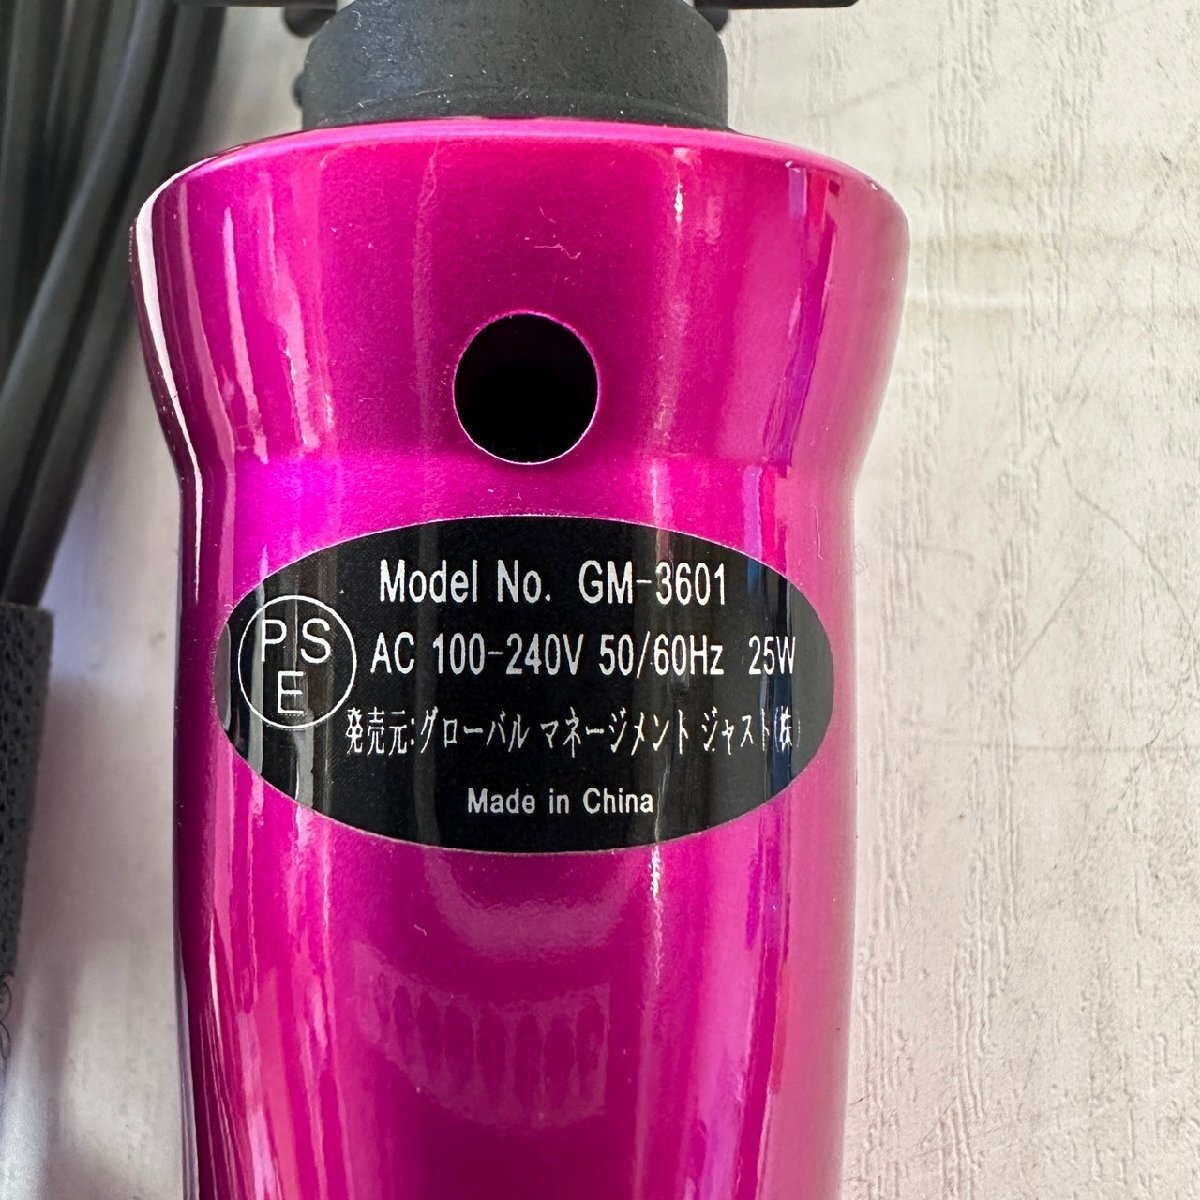 Model No. GM-3601
PS
E
AC 100-240V 50/60Hz 25W
発売元:グローバル マネージメント ジャスト(株)
Made in China